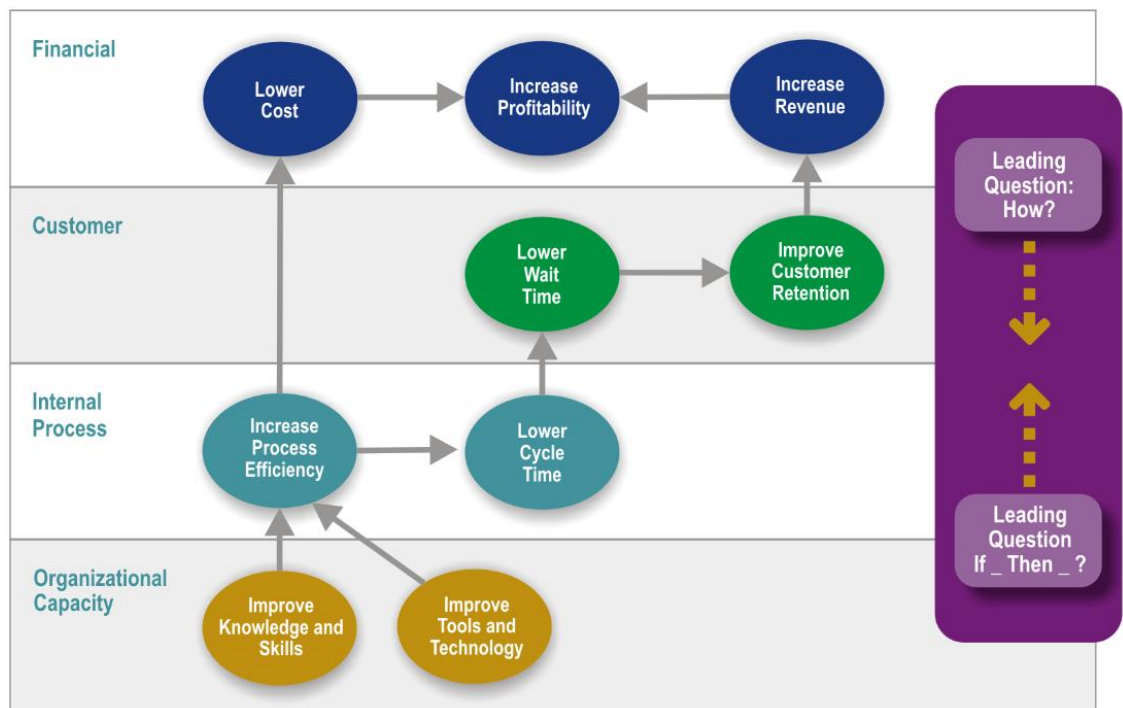 Financial
Lower
Cost
Increase
Profitability
Increase
Revenue
Customer
Lower
Wait
Time
Improve
Customer
Retention
Internal
Process
Increase
Process
Efficiency
Lower
Cycle
Time
Organizational
Capacity
Improve
Knowledge and
Skills
Improve
Tools and
Technology
Leading
Question:
How?
Leading
Question
If _ Then _ ?